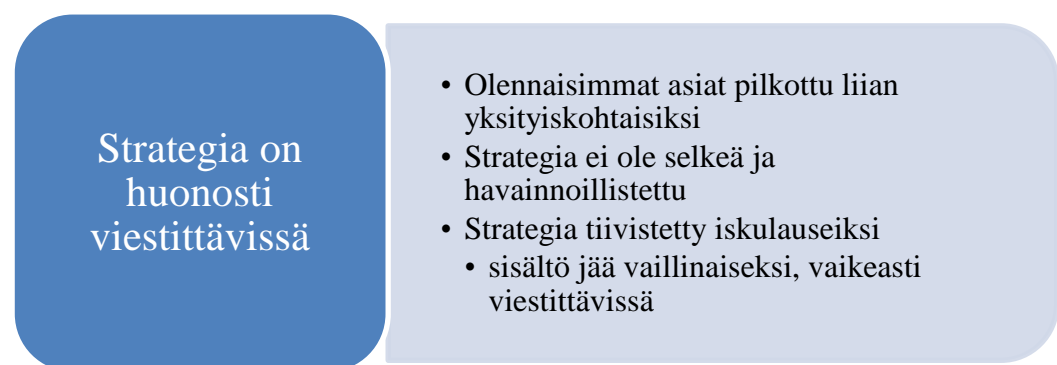 Strategia on
huonosti
viestittävissä
• Olennaisimmat asiat pilkottu liian
yksityiskohtaisiksi
• Strategia ei ole selkeä ja
havainnoillistettu
• Strategia tiivistetty iskulauseiksi
• sisältö jää vaillinaiseksi, vaikeasti
viestittävissä